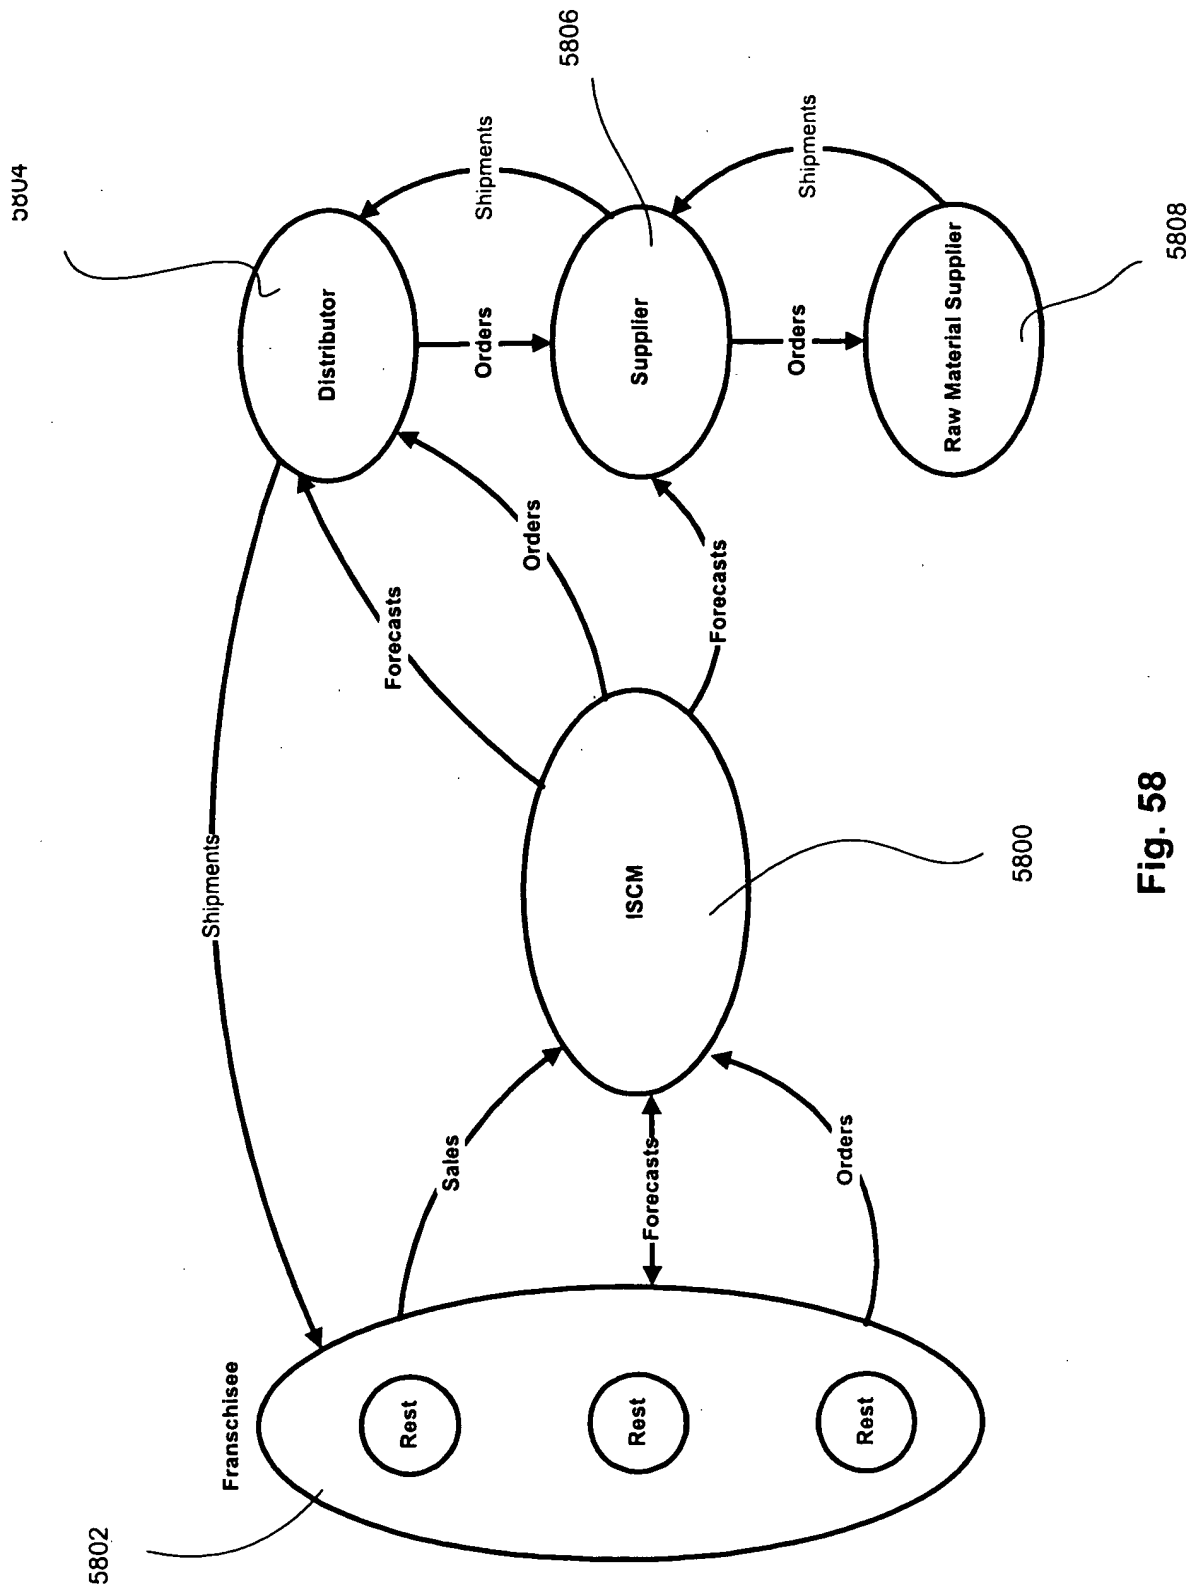 5804
5802
Shipments
Franschisee
Distributor
Forecasts
Rest
Sales
Orders
Shipments
Orders
5806
Rest
Forecasts
ISCM
Supplier
Forecasts
Orders
Shipments
Orders
Rest
Raw Material Supplier
5800
Fig. 58
5808